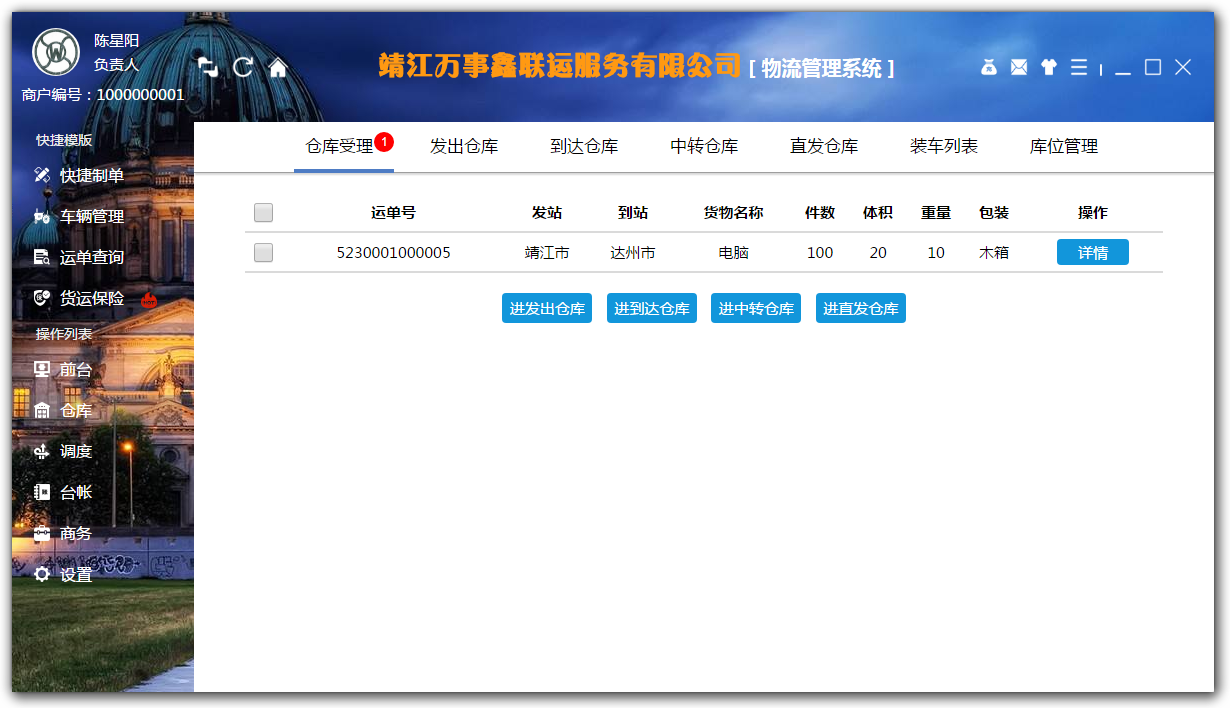 陈星阳
负责人
商户编号：1000000001
靖江万事鑫联运服务有限公司 [ 物流管理系统 ]
快捷模版
快捷制单
车辆管理
运单查询
货运保险
操作列表
前台
仓库
调度
台帐
商务
设置
仓库受理 1 发出仓库 到达仓库 中转仓库 直发仓库 装车列表 库位管理
运单号 发站 到站 货物名称 件数 体积 重量 包装 操作
5230001000005 靖江市 达州市 电脑 100 20 10 木箱 详情
进发出仓库 进到达仓库 进中转仓库 进直发仓库